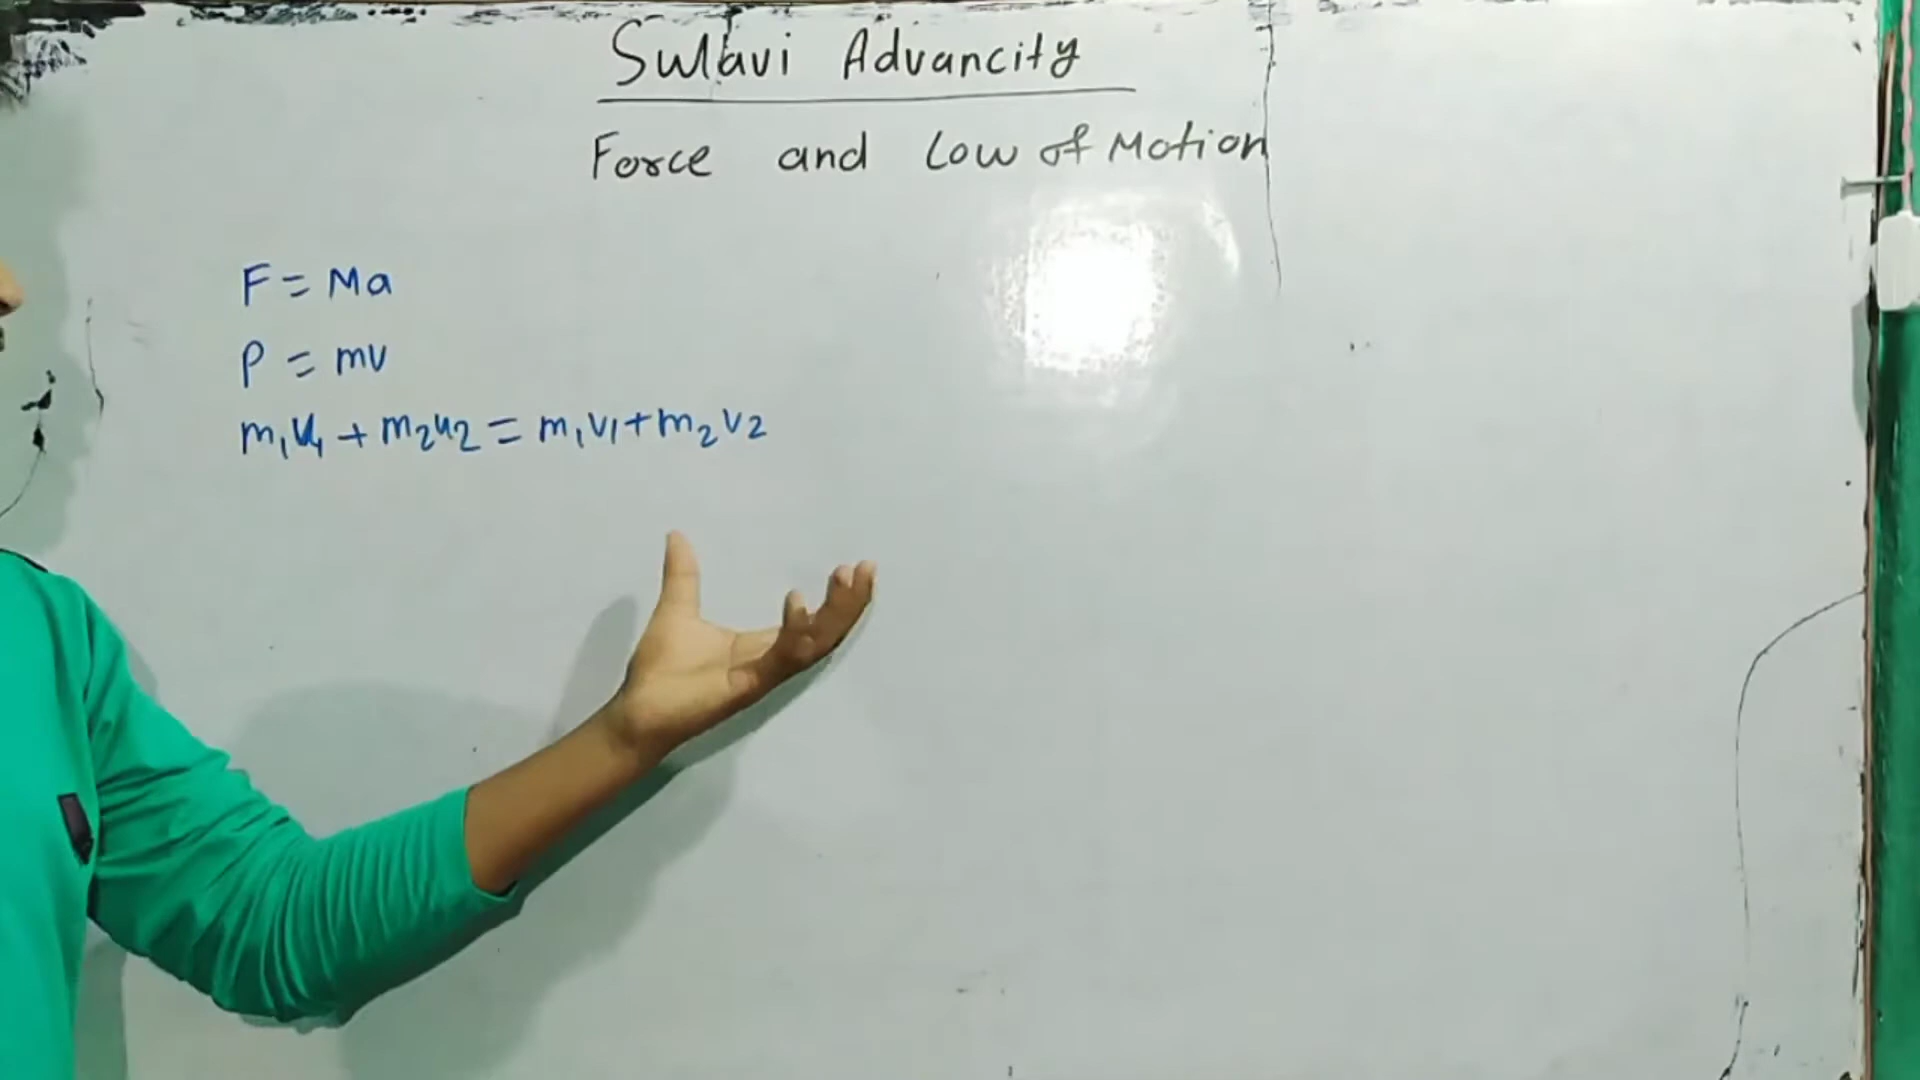 Sulavi Advancity
Force and Low of Motion
F = Ma
P = mv
m₁u₁ + m₂u₂ = m₁v₁ + m₂v₂